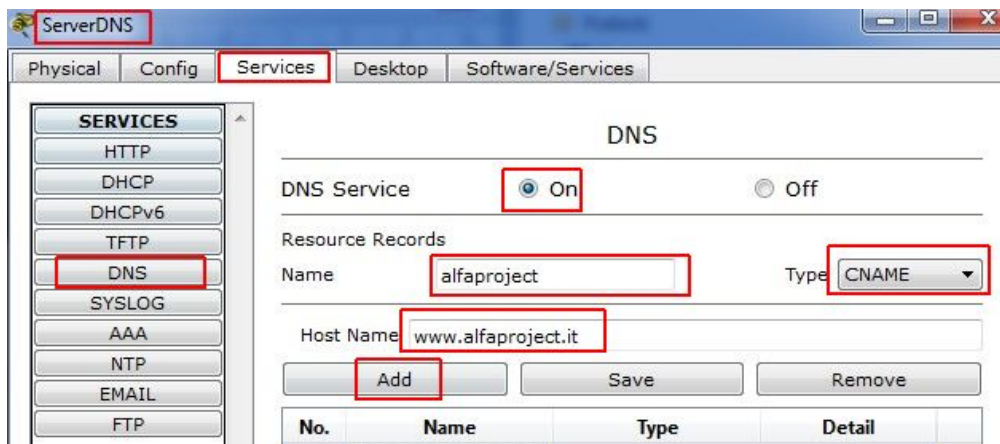 ServerDNS
Physical Config Services Desktop Software/Services
SERVICES
HTTP
DHCP
DHCPv6
TFTP
DNS
SYSLOG
AAA
NTP
EMAIL
FTP
DNS
DNS Service On Off
Resource Records
Name alfaproject Type CNAME
Host Name www.alfaproject.it
Add Save Remove
No. Name Type Detail